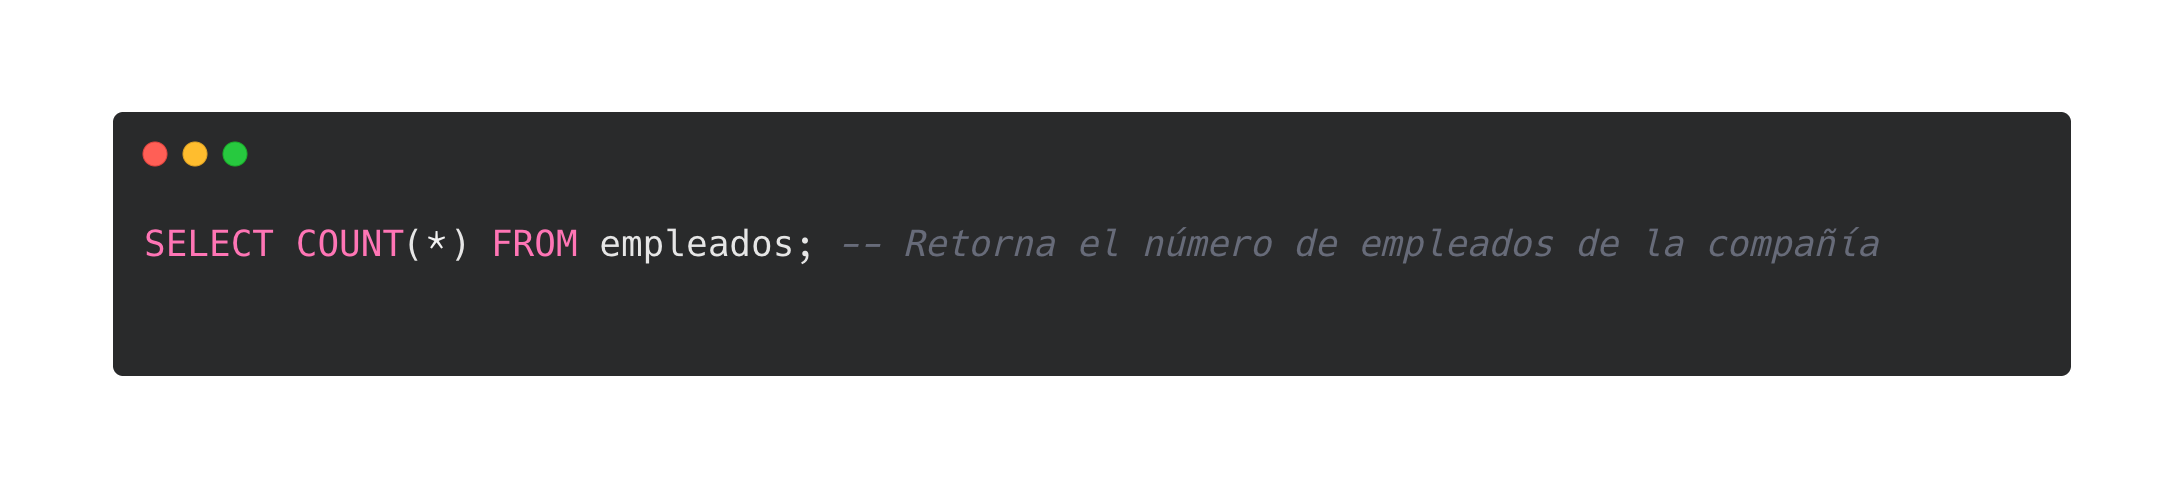 SELECT COUNT(*) FROM empleados; -- Retorna el número de empleados de la compañía